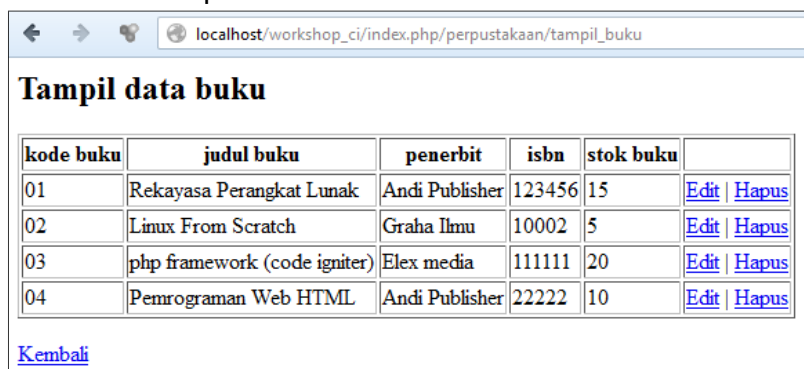 localhost/workshop_ci/index.php/perpustakaan/tampil_buku
Tampil data buku
kode buku judul buku penerbit isbn stok buku
01 Rekayasa Perangkat Lunak Andi Publisher 123456 15 Edit | Hapus
02 Linux From Scratch Graha Ilmu 10002 5 Edit | Hapus
03 php framework (code igniter) Elex media 111111 20 Edit | Hapus
04 Pemrograman Web HTML Andi Publisher 22222 10 Edit | Hapus
Kembali